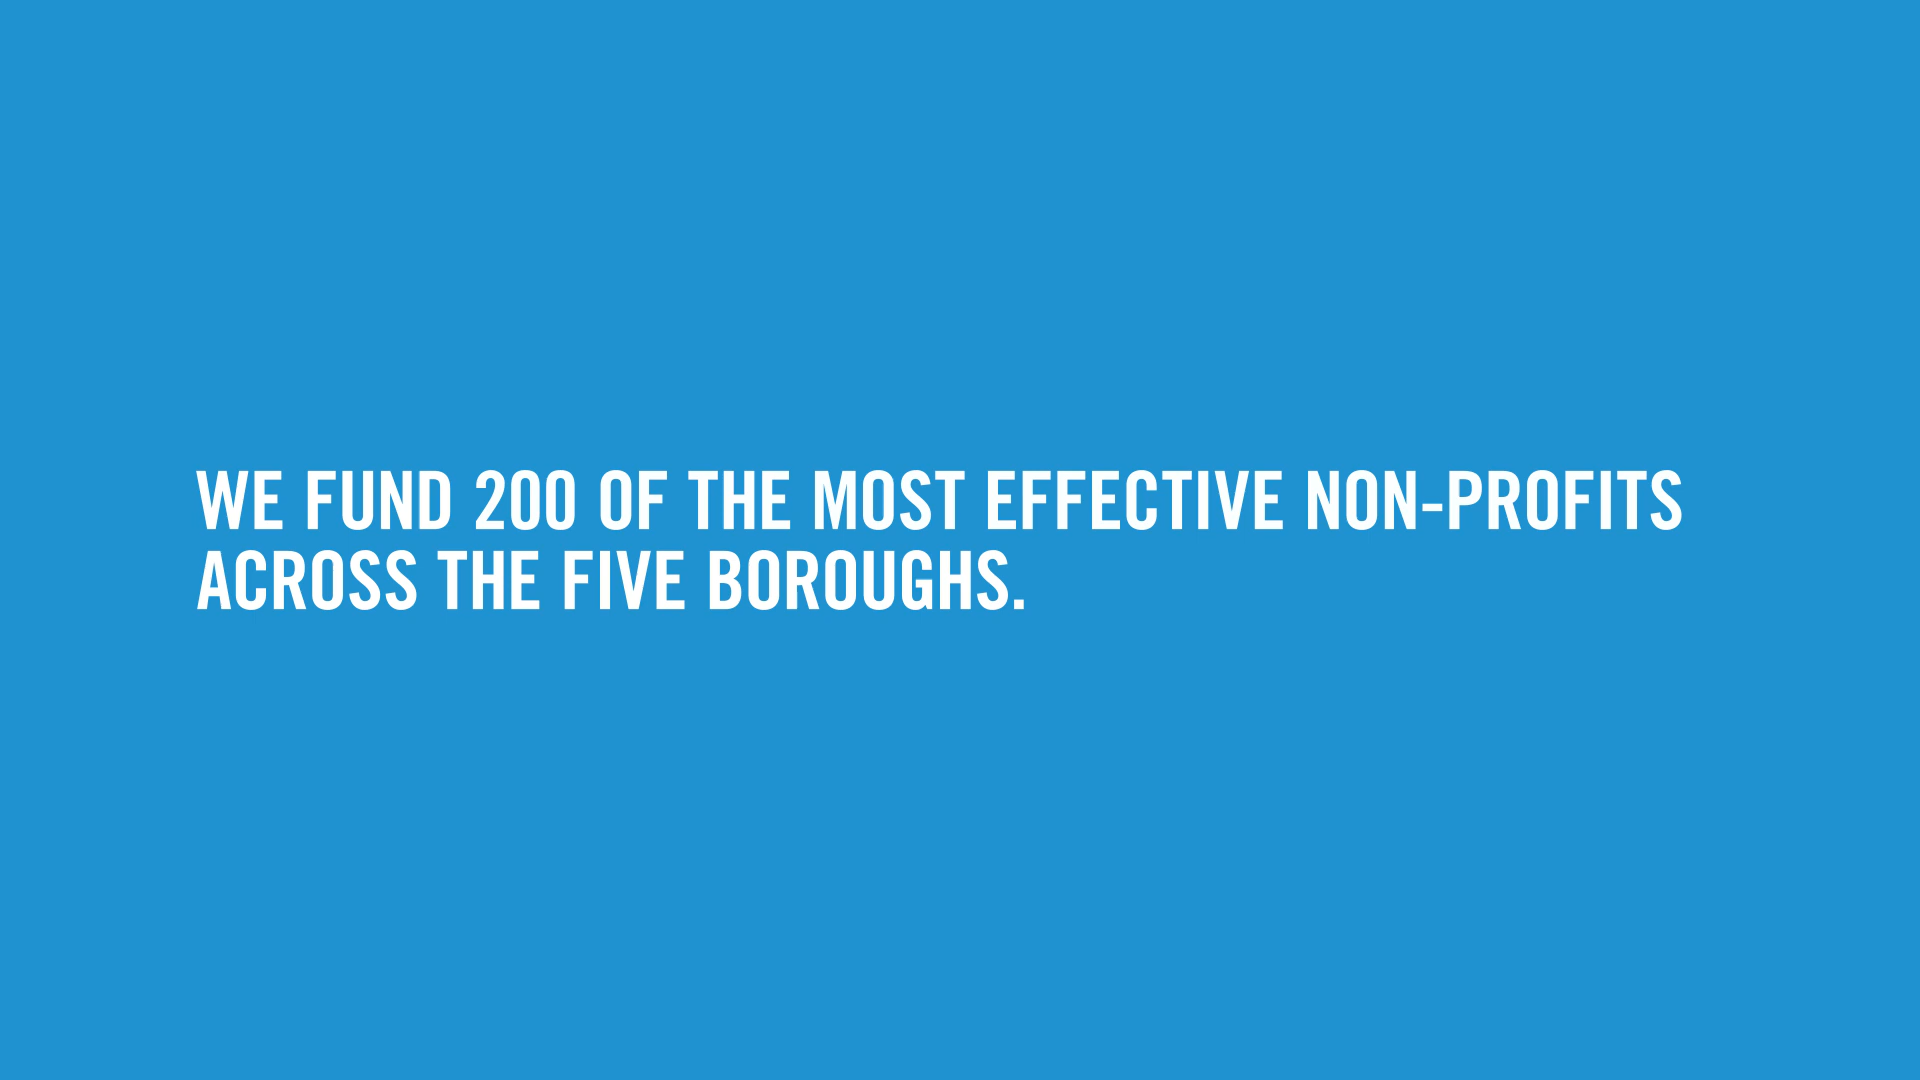 WE FUND 200 OF THE MOST EFFECTIVE NON-PROFITS
ACROSS THE FIVE BOROUGHS.